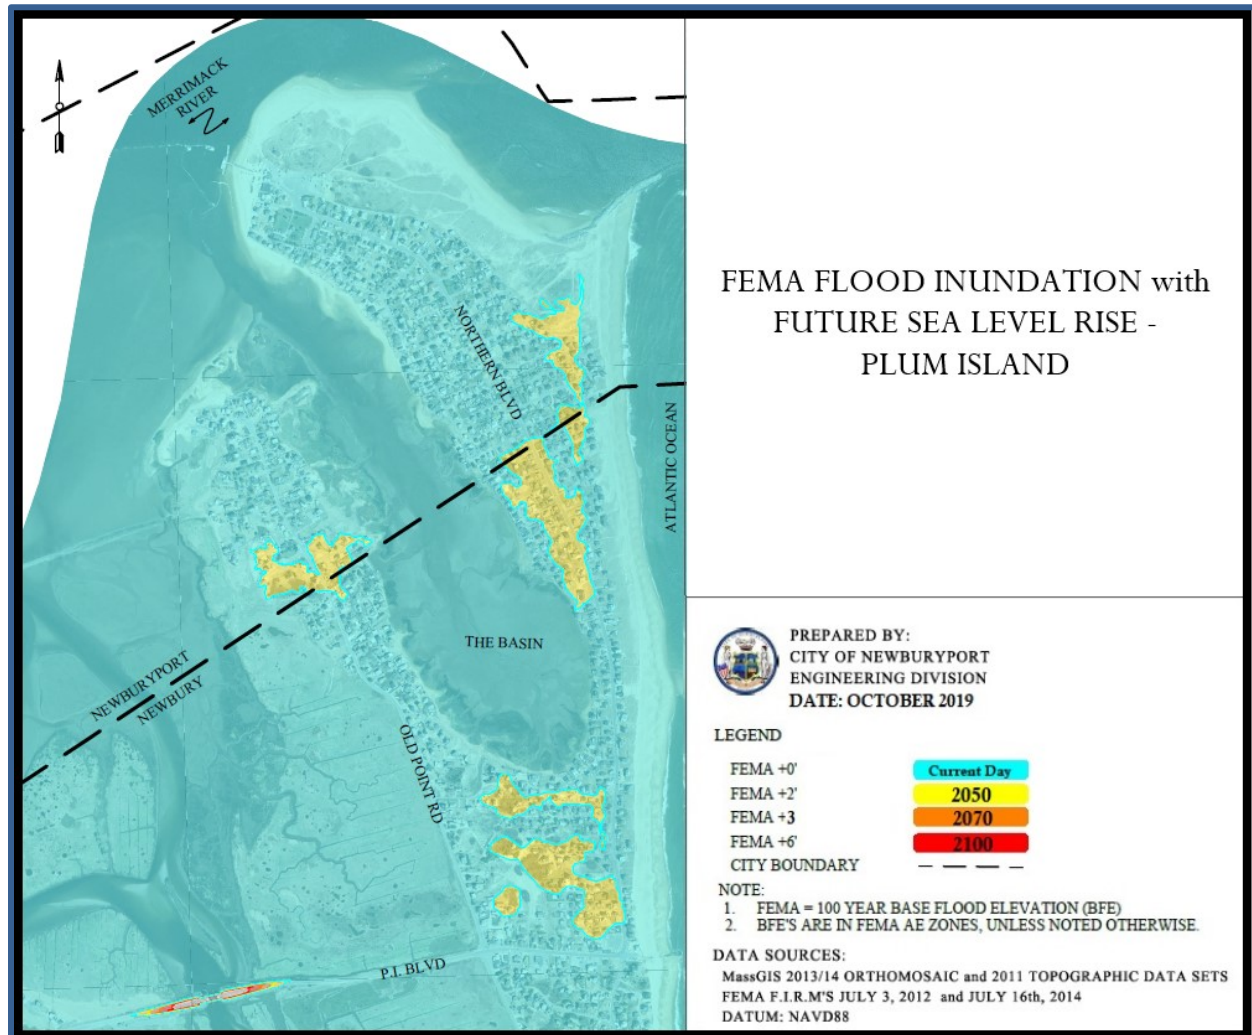 MERRIMACK
RIVER
NORTHERN BLVD
ATLANTIC OCEAN
THE BASIN
NEWBURYPORT
NEWBURY
OLD POINT RD
P.I. BLVD
FEMA FLOOD INUNDATION with
FUTURE SEA LEVEL RISE -
PLUM ISLAND
PREPARED BY:
CITY OF NEWBURYPORT
ENGINEERING DIVISION
DATE: OCTOBER 2019
LEGEND
FEMA +0' Current Day
FEMA +2' 2050
FEMA +3 2070
FEMA +6' 2100
CITY BOUNDARY
NOTE:
1. FEMA = 100 YEAR BASE FLOOD ELEVATION (BFE)
2. BFE'S ARE IN FEMA AE ZONES, UNLESS NOTED OTHERWISE.
DATA SOURCES:
MassGIS 2013/14 ORTHOMOSAIC and 2011 TOPOGRAPHIC DATA SETS
FEMA F.I.R.M'S JULY 3, 2012 and JULY 16th, 2014
DATUM: NAVD88